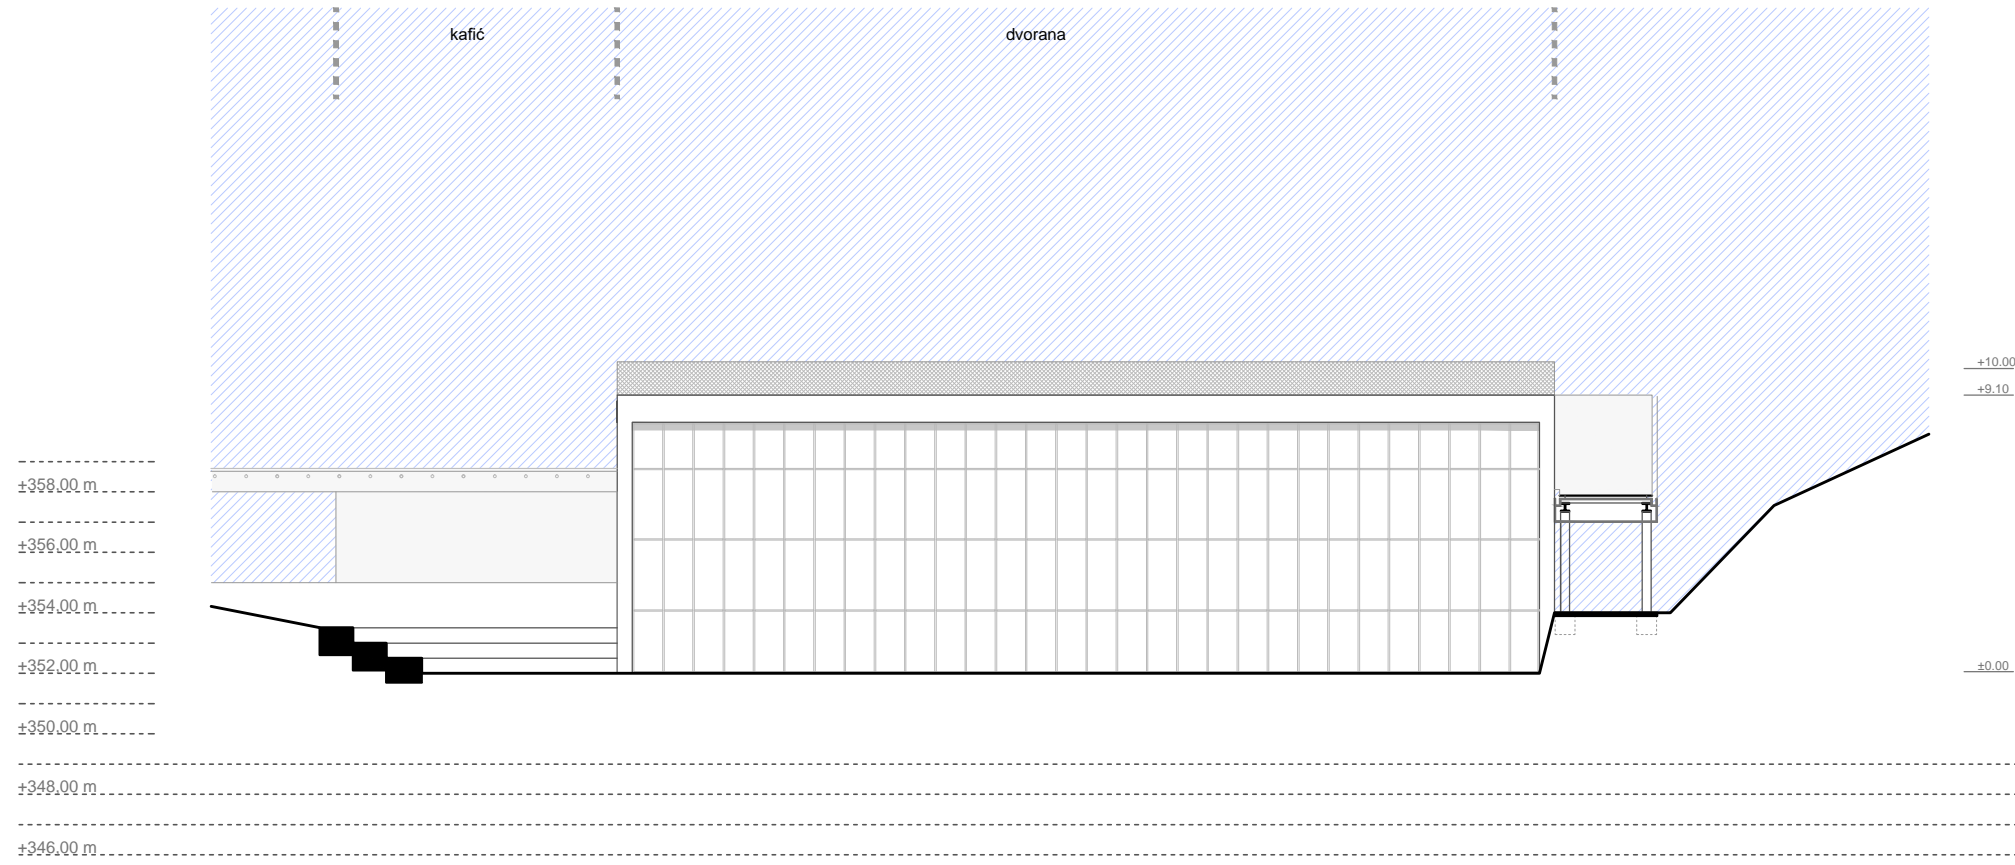 kafić
dvorana
+10.00
+9.10
+358.00 m
+356.00 m
+354.00 m
+352.00 m
±0.00
+350.00 m
+348.00 m
+346.00 m